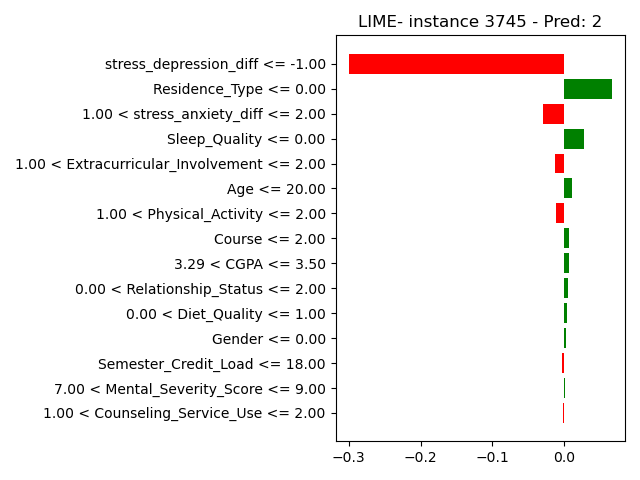 LIME- instance 3745 - Pred: 2
stress_depression_diff <= -1.00
Residence_Type <= 0.00
1.00 < stress_anxiety_diff <= 2.00
Sleep_Quality <= 0.00
1.00 < Extracurricular_Involvement <= 2.00
Age <= 20.00
1.00 < Physical_Activity <= 2.00
Course <= 2.00
3.29 < CGPA <= 3.50
0.00 < Relationship_Status <= 2.00
0.00 < Diet_Quality <= 1.00
Gender <= 0.00
Semester_Credit_Load <= 18.00
7.00 < Mental_Severity_Score <= 9.00
1.00 < Counseling_Service_Use <= 2.00
−0.3 −0.2 −0.1 0.0